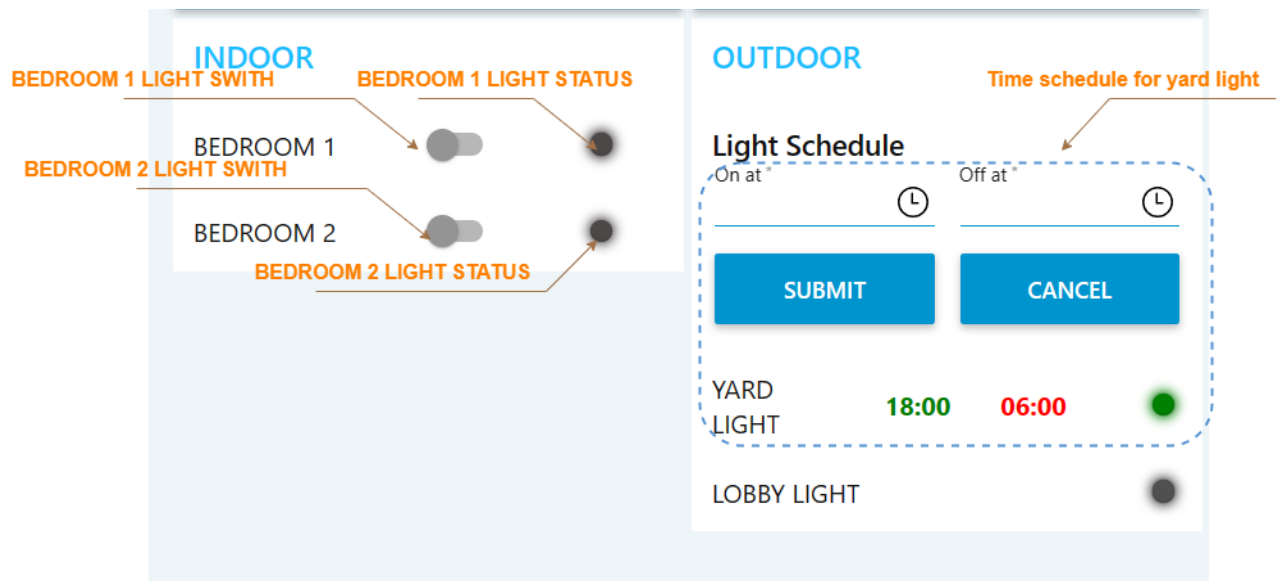 INDOOR
BEDROOM 1 LIGHT SWITH
BEDROOM 1 LIGHT STATUS
BEDROOM 1
BEDROOM 2 LIGHT SWITH
BEDROOM 2
BEDROOM 2 LIGHT STATUS
OUTDOOR
Time schedule for yard light
Light Schedule
On at * Off at *
SUBMIT CANCEL
YARD
LIGHT 18:00 06:00
LOBBY LIGHT